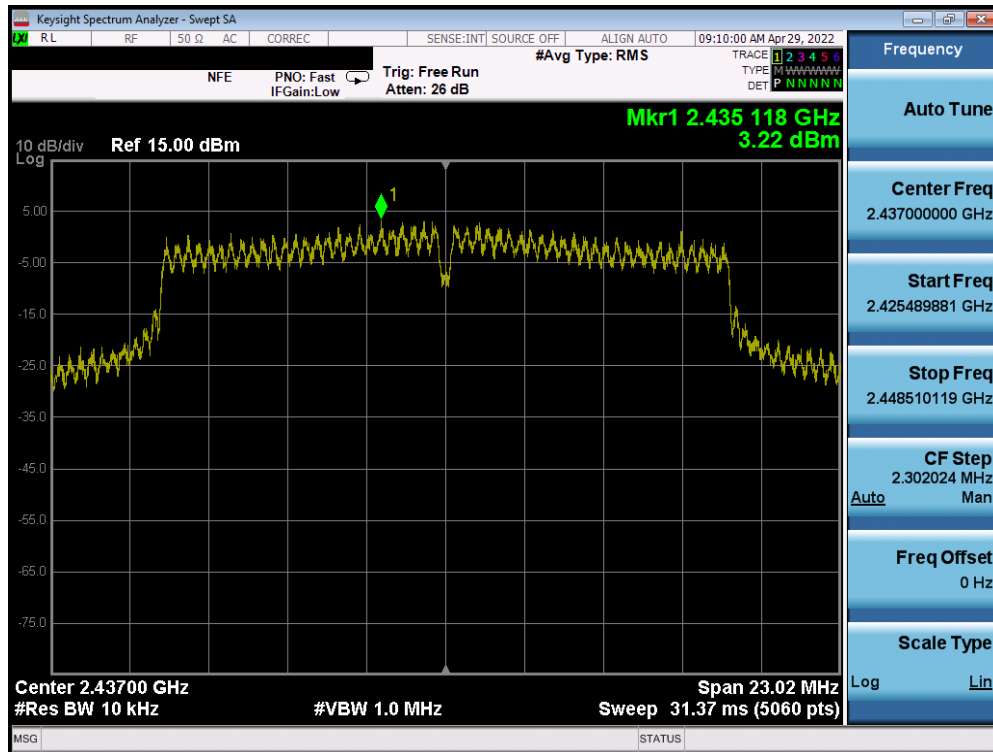 Keysight Spectrum Analyzer - Swept SA
LXI RL RF 50 Ω AC CORREC SENSE:INT SOURCE OFF ALIGN AUTO 09:10:00 AM Apr 29, 2022
#Avg Type: RMS
TRACE 1 2 3 4 5 6
NFE PNO: Fast Trig: Free Run
TYPE M W W W W W
IFGain:Low Atten: 26 dB
DET P N N N N N
Mkr1 2.435 118 GHz
3.22 dBm
10 dB/div Ref 15.00 dBm
Log
1
5.00
-5.00
-15.0
-25.0
-35.0
-45.0
-55.0
-65.0
-75.0
Center 2.43700 GHz Span 23.02 MHz
#Res BW 10 kHz #VBW 1.0 MHz Sweep 31.37 ms (5060 pts)
MSG STATUS
Frequency
Auto Tune
Center Freq
2.437000000 GHz
Start Freq
2.425489881 GHz
Stop Freq
2.448510119 GHz
CF Step
2.302024 MHz
Auto Man
Freq Offset
0 Hz
Scale Type
Log Lin